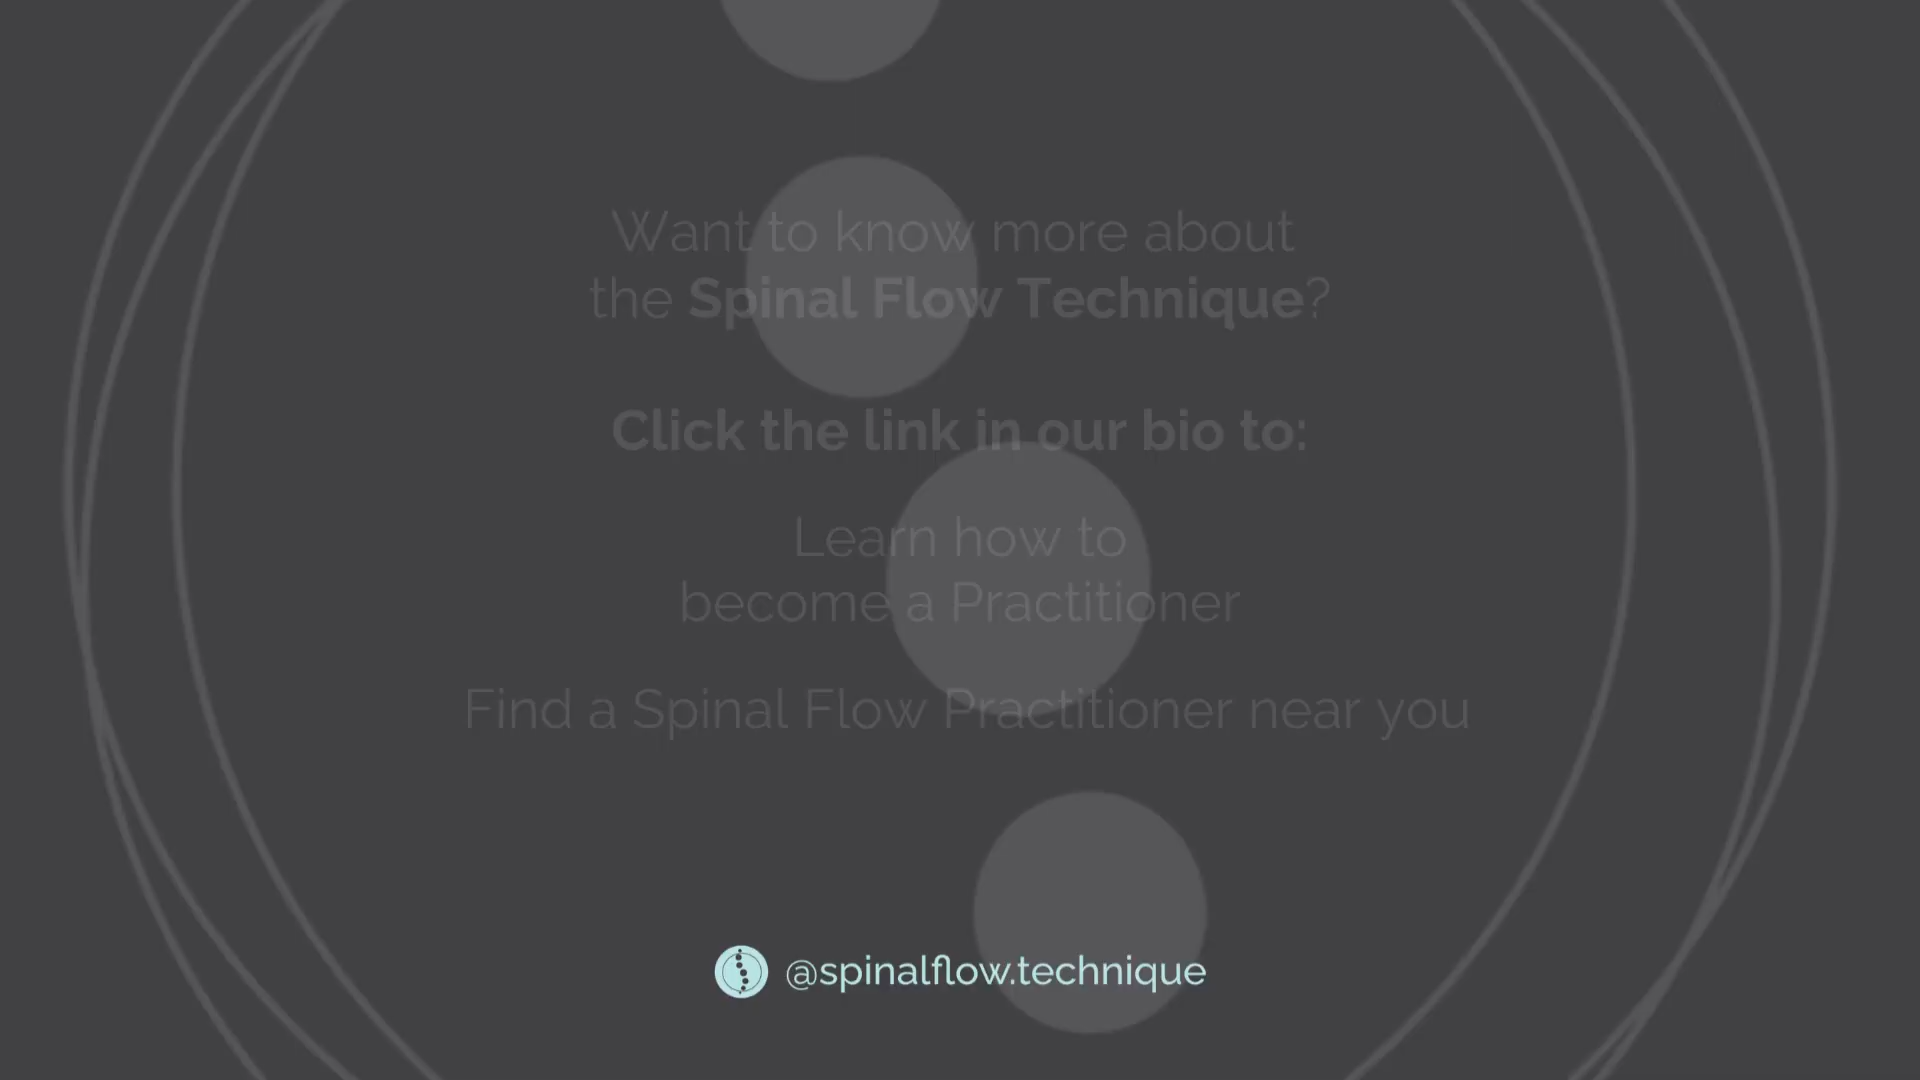 Want to know more about
the Spinal Flow Technique?
Click the link in our bio to:
Learn how to
become a Practitioner
Find a Spinal Flow Practitioner near you
@spinalflow.technique